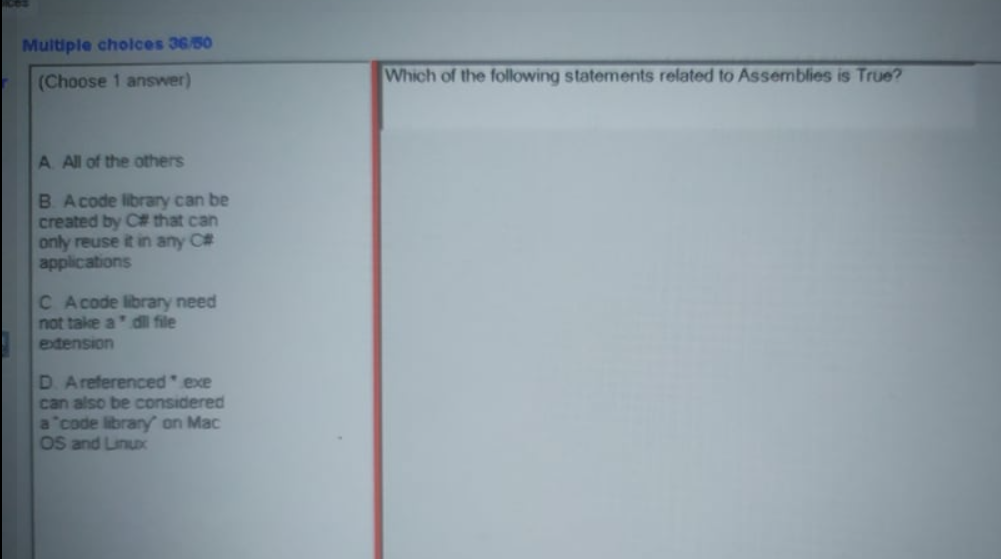 Multiple choices 36/50
(Choose 1 answer)
Which of the following statements related to Assemblies is True?
A. All of the others
B. A code library can be
created by C# that can
only reuse it in any C#
applications
C. A code library need
not take a *.dll file
extension
D. A referenced *.exe
can also be considered
a "code library" on Mac
OS and Linux